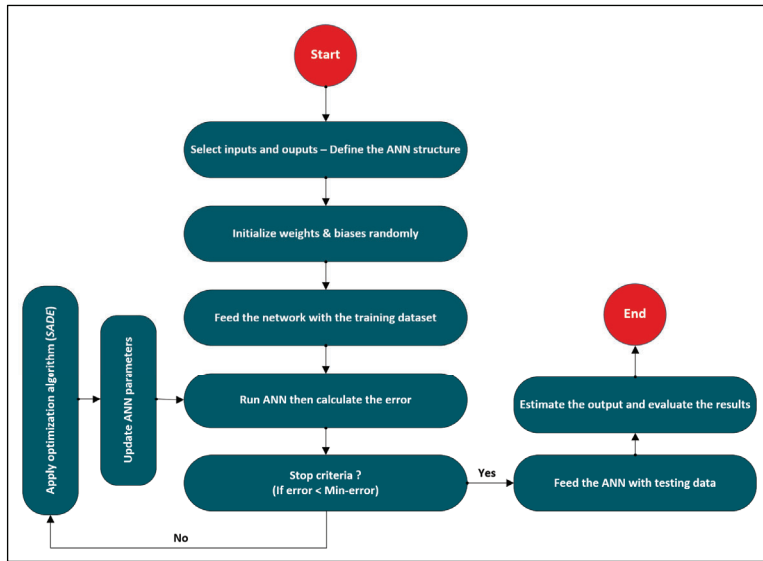 Start
Select inputs and ouputs – Define the ANN structure
Initialize weights & biases randomly
Feed the network with the training dataset
Run ANN then calculate the error
Stop criteria ?
(If error < Min-error)
No
Apply optimization algorithm (SADE)
Update ANN parameters
Yes
Feed the ANN with testing data
Estimate the output and evaluate the results
End